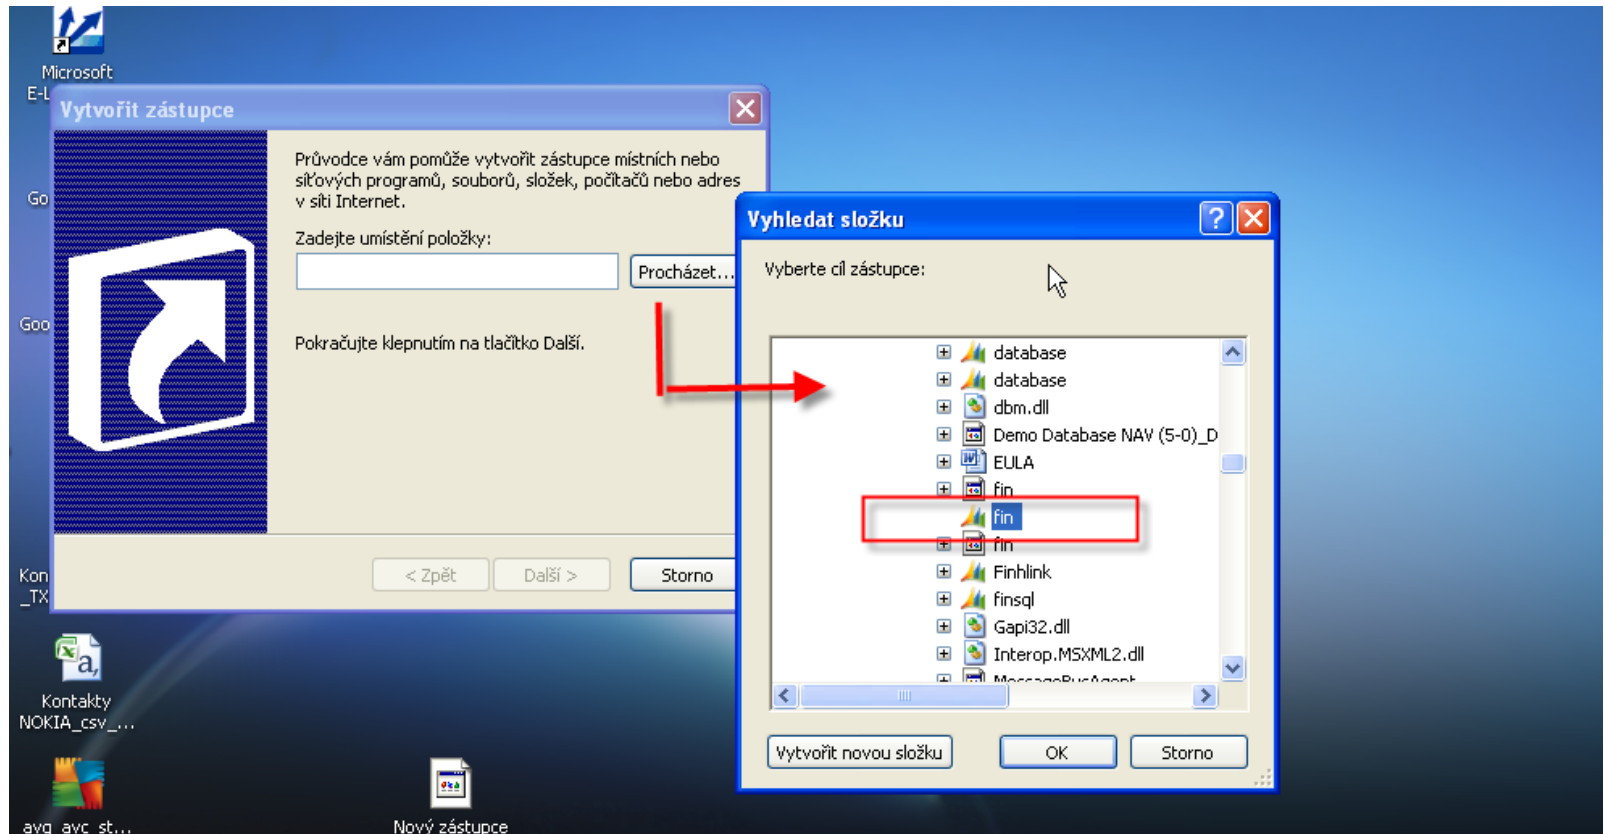 Microsoft
E-L
Go
Goo
Kon
_TX
Kontakty
NOKIA_csv_...
avg_avc_st...
Nový zástupce
Vytvořit zástupce
Průvodce vám pomůže vytvořit zástupce místních nebo
síťových programů, souborů, složek, počítačů nebo adres
v síti Internet.
Zadejte umístění položky:
Procházet...
Pokračujte klepnutím na tlačítko Další.
< Zpět
Další >
Storno
Vyhledat složku
Vyberte cíl zástupce:
database
database
dbm.dll
Demo Database NAV (5-0)_D
EULA
fin
fin
fin
Finhlink
finsql
Gapi32.dll
Interop.MSXML2.dll
MessageBusAgent
Vytvořit novou složku
OK
Storno